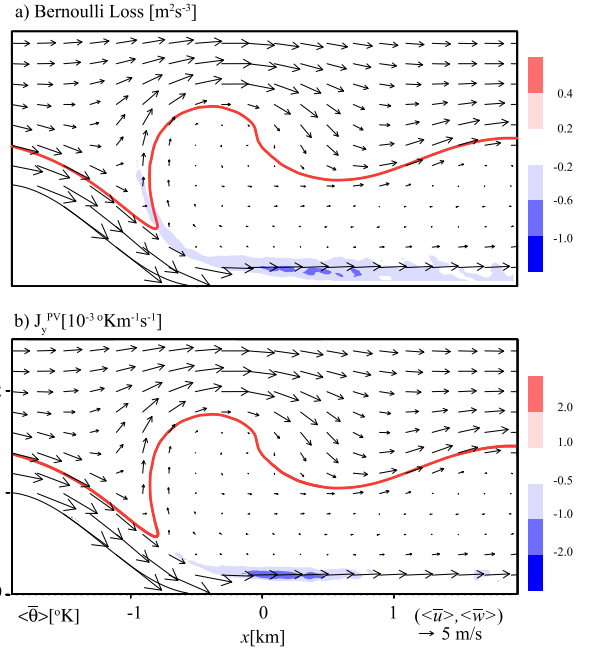 a) Bernoulli Loss [m²s⁻³]
0.4
0.2
-0.2
-0.6
-1.0
b) J_y^PV[10⁻³ °Km⁻¹s⁻¹]
2.0
1.0
-0.5
-1.0
-2.0
<θ̅>[°K]
-1
0
1
(<u̅>,<w̅>)
x[km]
→ 5 m/s